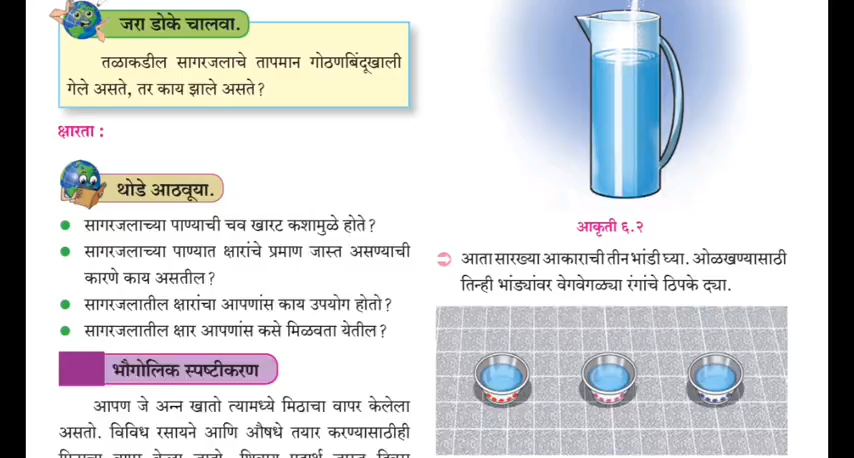 जरा डोके चालवा.
तळाकडील सागरजलाचे तापमान गोठणबिंदूखाली
गेले असते, तर काय झाले असते?
क्षारता :
थोडे आठवूया.
सागरजलाच्या पाण्याची चव खारट कशामुळे होते?
सागरजलाच्या पाण्यात क्षारांचे प्रमाण जास्त असण्याची
कारणे काय असतील?
सागरजलातील क्षारांचा आपणांस काय उपयोग होतो?
सागरजलातील क्षार आपणांस कसे मिळवता येतील?
भौगोलिक स्पष्टीकरण
आपण जे अन्न खातो त्यामध्ये मिठाचा वापर केलेला
असतो. विविध रसायने आणि औषधे तयार करण्यासाठीही
आकृती ६.२
आता सारख्या आकाराची तीन भांडी घ्या. ओळखण्यासाठी
तिन्ही भांड्यांवर वेगवेगळ्या रंगांचे ठिपके द्या.